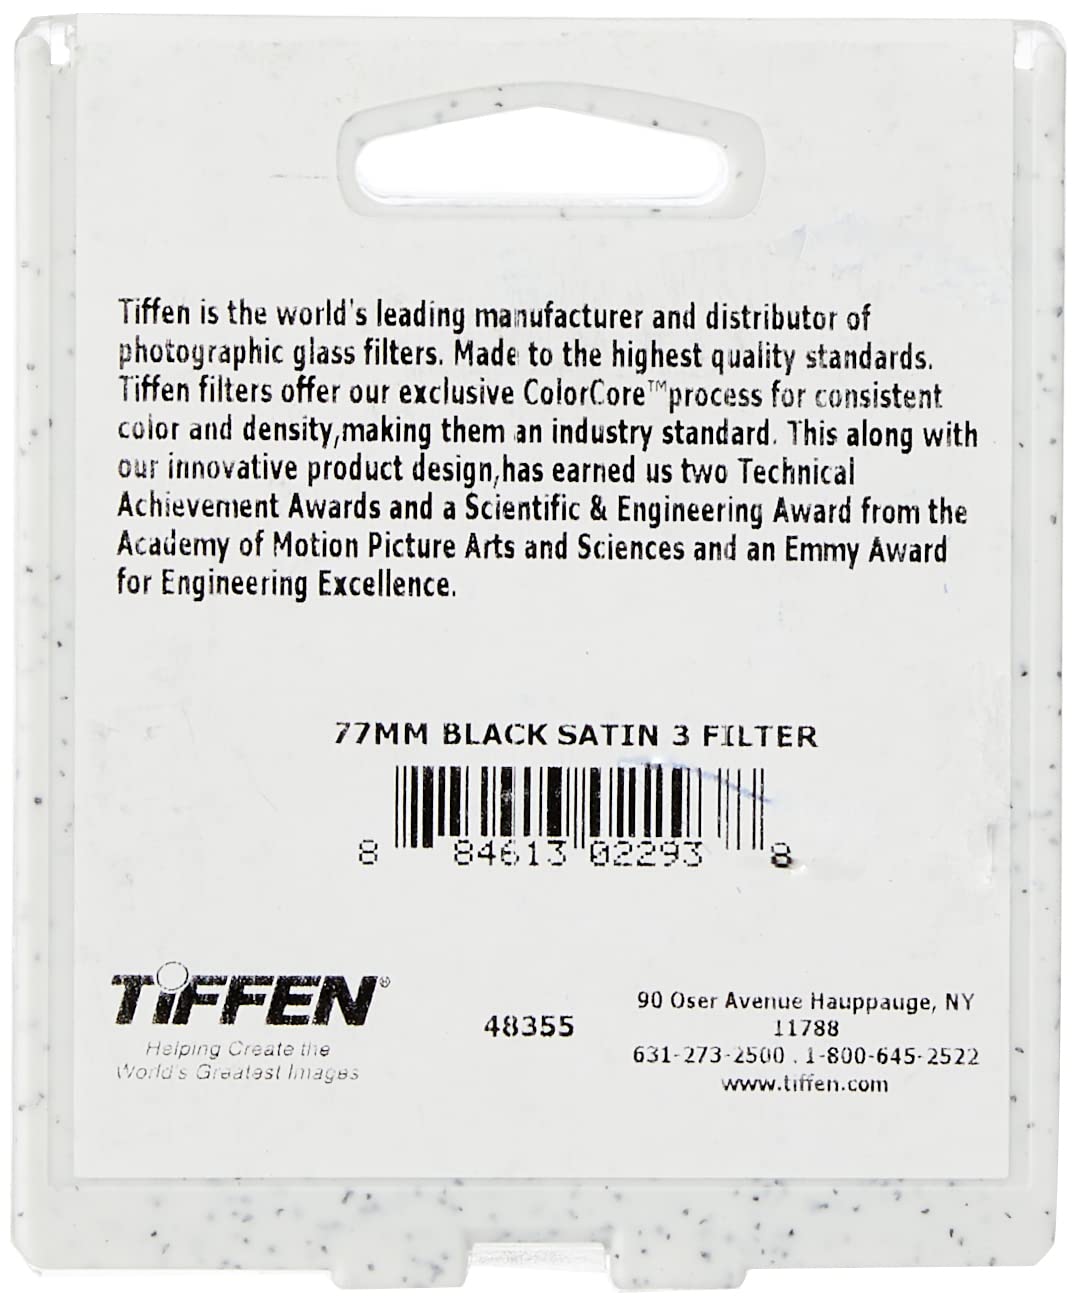 Tiffen is the world's leading manufacturer and distributor of
photographic glass filters. Made to the highest quality standards.
Tiffen filters offer our exclusive ColorCore™process for consistent
color and density,making them an industry standard. This along with
our innovative product design,has earned us two Technical
Achievement Awards and a Scientific & Engineering Award from the
Academy of Motion Picture Arts and Sciences and an Emmy Award
for Engineering Excellence.
77MM BLACK SATIN 3 FILTER
8 84613 02293 8
TiFFEN®
Helping Create the
World's Greatest Images
48355
90 Oser Avenue Hauppauge, NY
11788
631-273-2500 . 1-800-645-2522
www.tiffen.com